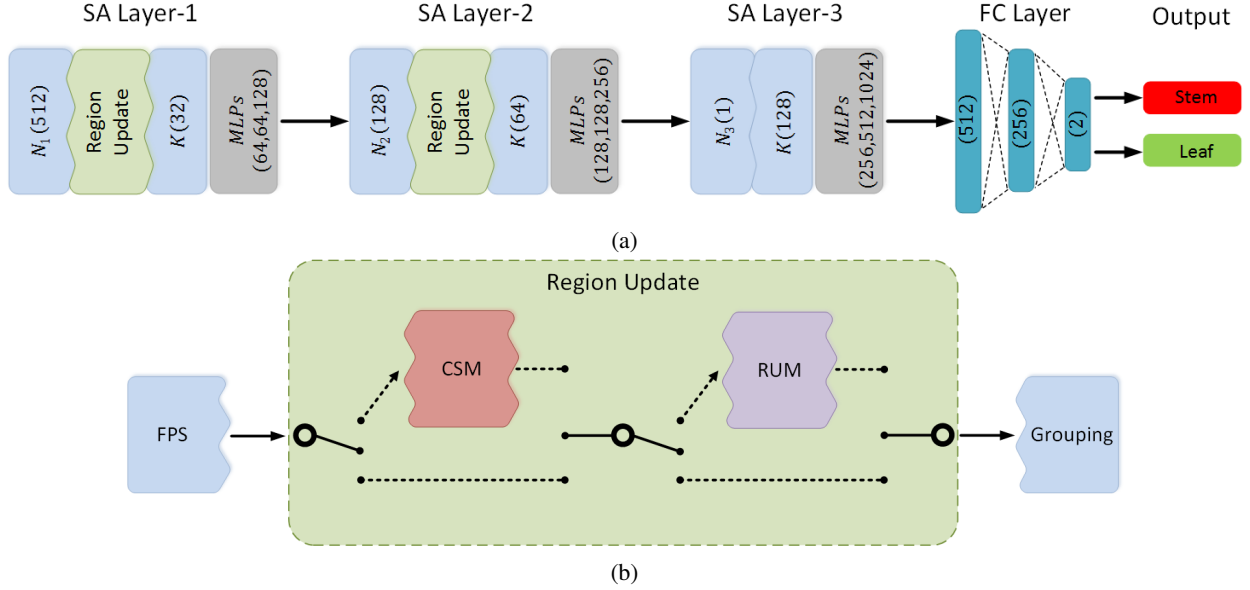 SA Layer-1
SA Layer-2
SA Layer-3
FC Layer
Output
N₁(512)
Region
Update
K(32)
MLPs
(64,64,128)
N₂(128)
Region
Update
K(64)
MLPs
(128,128,256)
N₃(1)
K(128)
MLPs
(256,512,1024)
(512)
(256)
(2)
Stem
Leaf
(a)
Region Update
FPS
CSM
RUM
Grouping
(b)